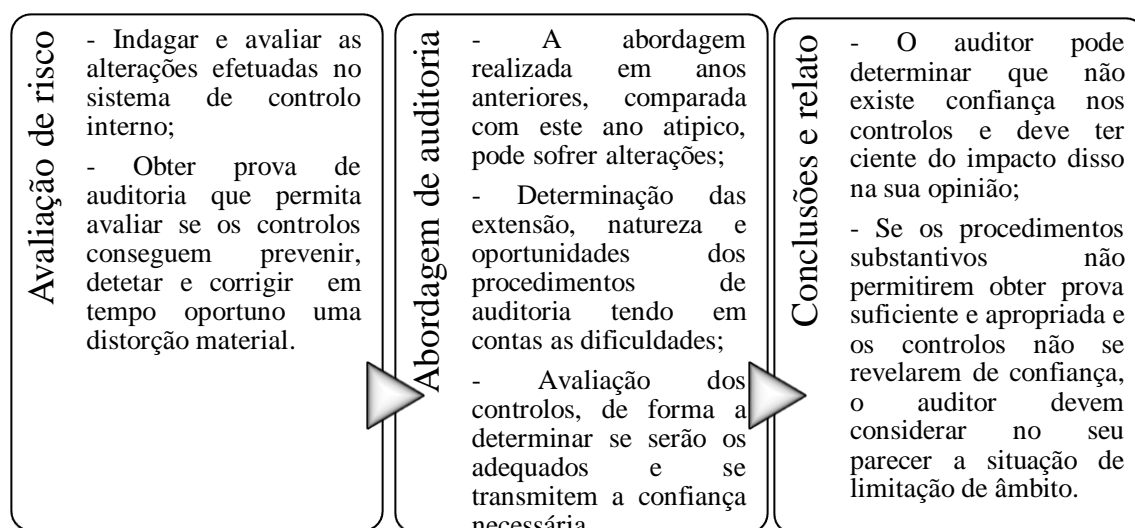 Avaliação de risco
- Indagar e avaliar as
alterações efetuadas no
sistema de controlo
interno;
- Obter prova de
auditoria que permita
avaliar se os controlos
conseguem prevenir,
detetar e corrigir em
tempo oportuno uma
distorção material.
Abordagem de auditoria
- A abordagem
realizada em anos
anteriores, comparada
com este ano atipico,
pode sofrer alterações;
- Determinação das
extensão, natureza e
oportunidades dos
procedimentos de
auditoria tendo em
contas as dificuldades;
- Avaliação dos
controlos, de forma a
determinar se serão os
adequados e se
transmitem a confiança
necessária
Conclusões e relato
- O auditor pode
determinar que não
existe confiança nos
controlos e deve ter
ciente do impacto disso
na sua opinião;
- Se os procedimentos
substantivos não
permitirem obter prova
suficiente e apropriada e
os controlos não se
revelarem de confiança,
o auditor devem
considerar no seu
parecer a situação de
limitação de âmbito.